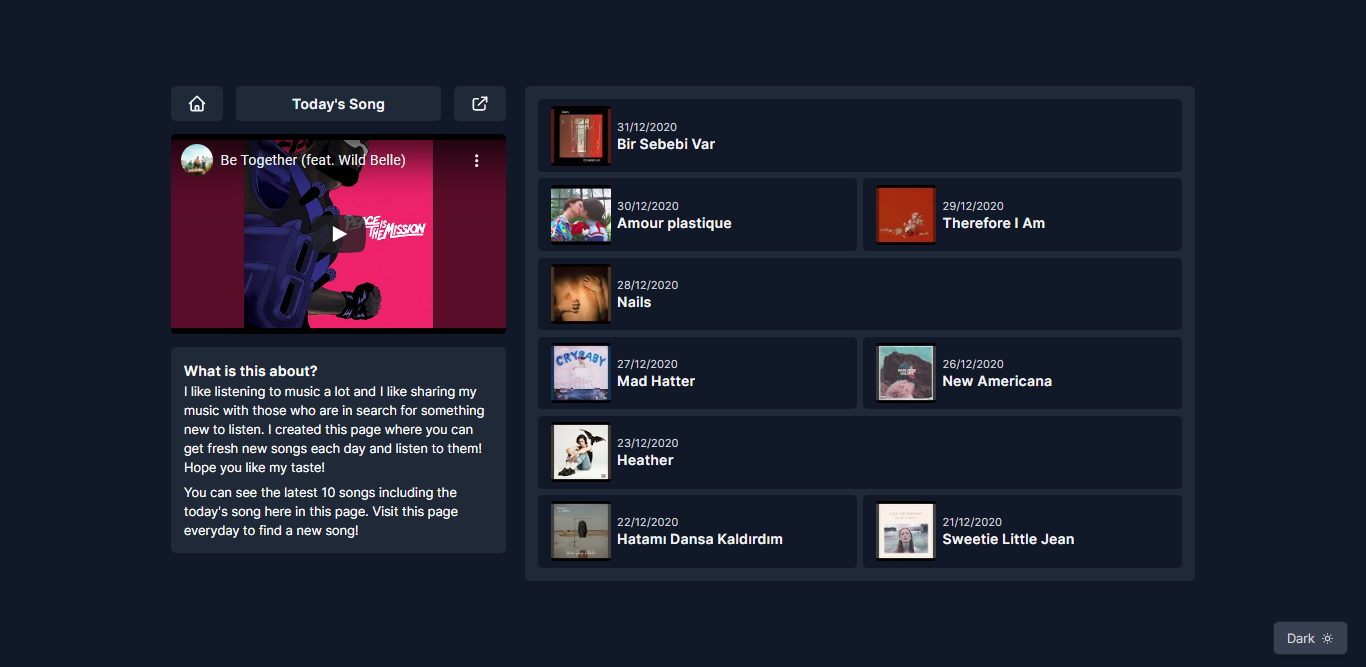 Today's Song
Be Together (feat. Wild Belle)
IS
THE MISSION
What is this about?
I like listening to music a lot and I like sharing my
music with those who are in search for something
new to listen. I created this page where you can
get fresh new songs each day and listen to them!
Hope you like my taste!
You can see the latest 10 songs including the
today's song here in this page. Visit this page
everyday to find a new song!
31/12/2020
Bir Sebebi Var
30/12/2020
Amour plastique
29/12/2020
Therefore I Am
28/12/2020
Nails
27/12/2020
CRYBABY
Mad Hatter
26/12/2020
New Americana
23/12/2020
Heather
22/12/2020
Hatamı Dansa Kaldırdım
21/12/2020
Sweetie Little Jean
Dark